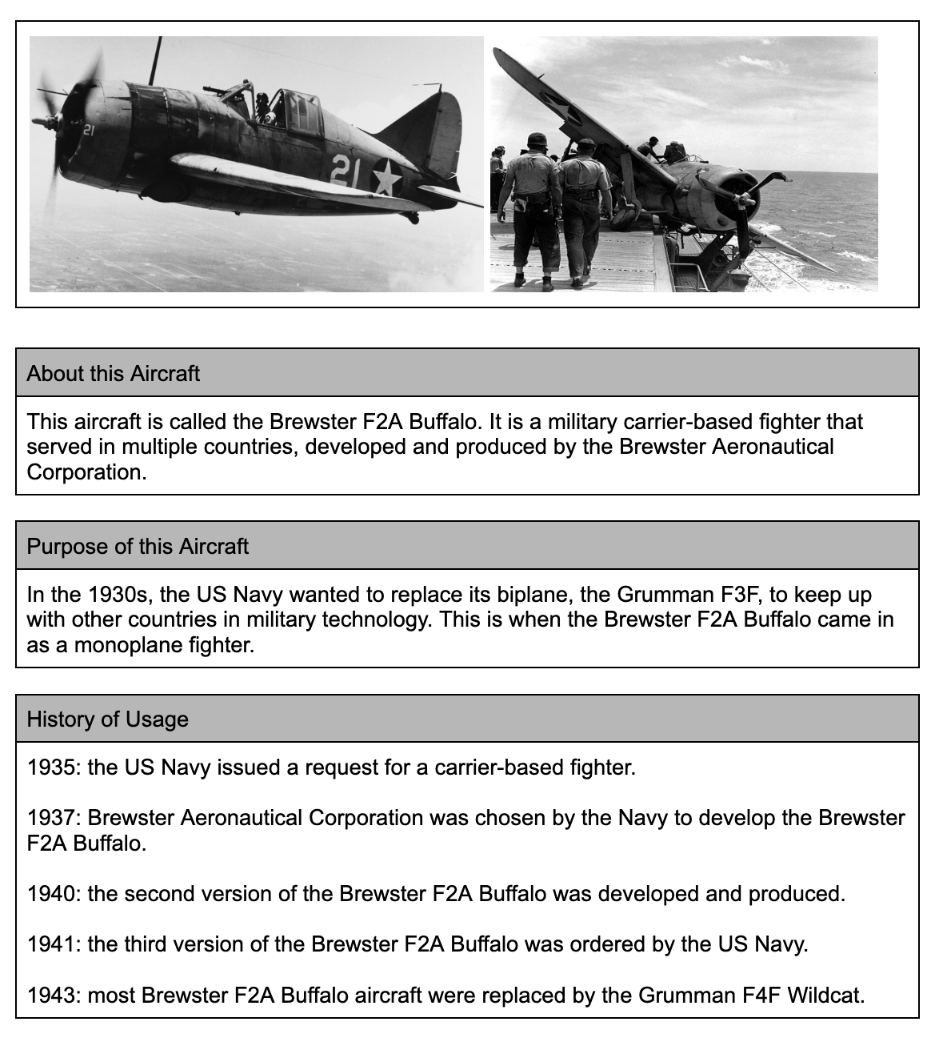 21
21
About this Aircraft
This aircraft is called the Brewster F2A Buffalo. It is a military carrier-based fighter that
served in multiple countries, developed and produced by the Brewster Aeronautical
Corporation.
Purpose of this Aircraft
In the 1930s, the US Navy wanted to replace its biplane, the Grumman F3F, to keep up
with other countries in military technology. This is when the Brewster F2A Buffalo came in
as a monoplane fighter.
History of Usage
1935: the US Navy issued a request for a carrier-based fighter.
1937: Brewster Aeronautical Corporation was chosen by the Navy to develop the Brewster
F2A Buffalo.
1940: the second version of the Brewster F2A Buffalo was developed and produced.
1941: the third version of the Brewster F2A Buffalo was ordered by the US Navy.
1943: most Brewster F2A Buffalo aircraft were replaced by the Grumman F4F Wildcat.